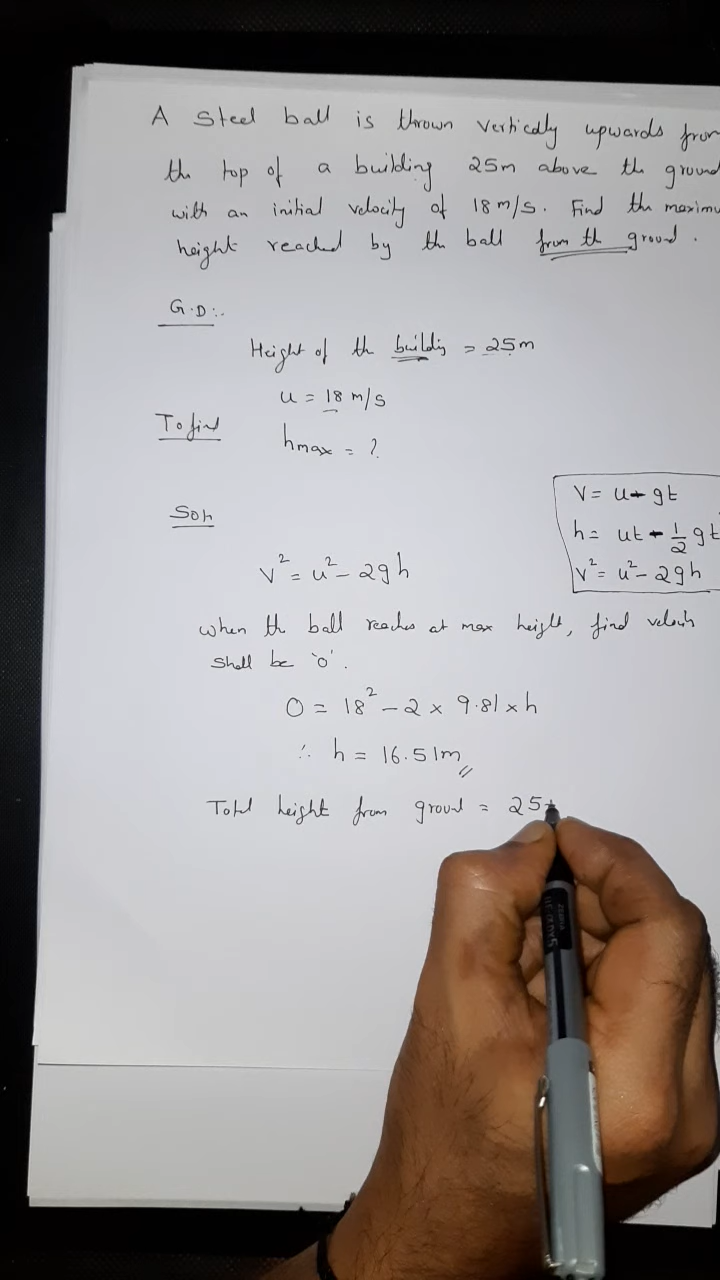 A Steel ball is thrown vertically upwards from
the top of a building 25m above the ground
with an initial velocity of 18 m/s. Find the maximu
height reached by the ball from the ground.
G.D:-
Height of the building = 25m
u = 18 m/s
To find
hmax = ?
Soln
V = u - gt
h = ut - 1/2 gt
V² = u² - 2gh
V² = u² - 2gh
When the ball reaches at max height, find velocity
shall be '0'.
0 = 18² - 2 × 9.81 × h
∴ h = 16.51m
Total height from ground = 25+
ZEBRA